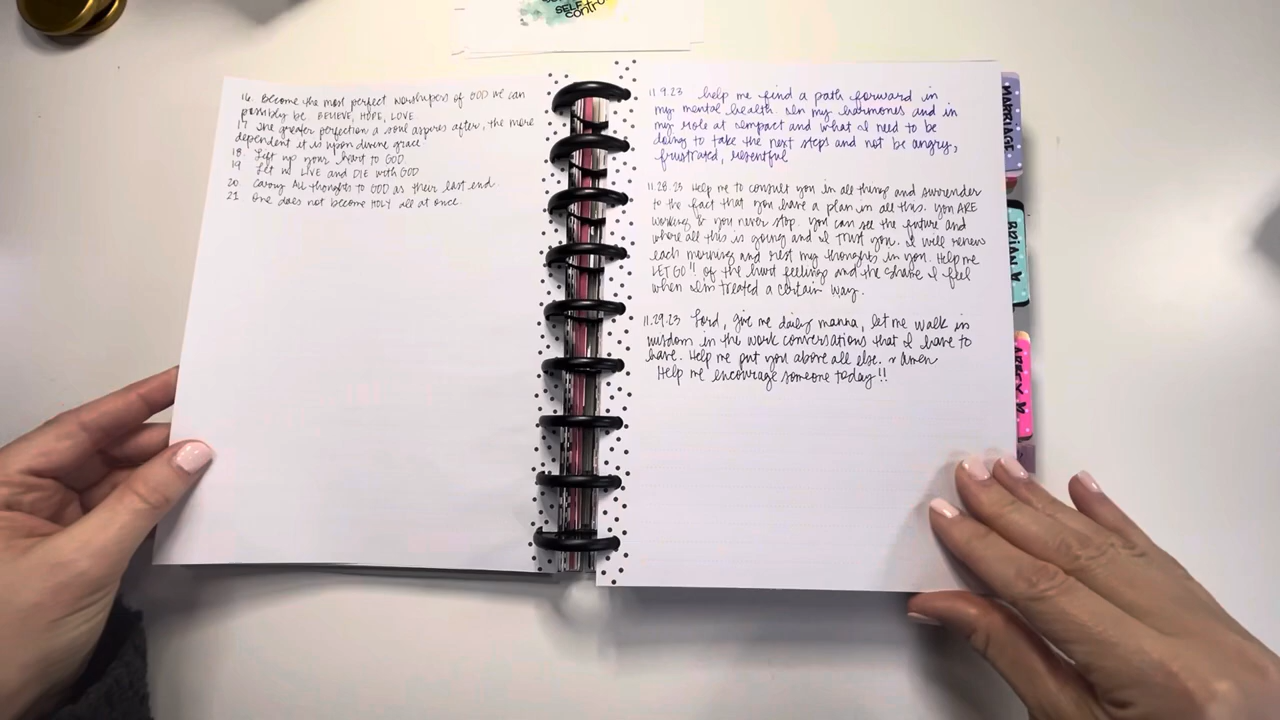 SELF-
contro
16. Become the most perfect worshipers of GOD we can
possibly be BELIEVE, HOPE, LOVE
17 The greater perfection a soul aspires after, the more
dependent it is upon divine grace
18. Lift up your heart to GOD.
19 Let us LIVE and DIE with GOD
20. Carry All thoughts to GOD as their last end.
21 One does not become HOLY all at once.
11.9.23 help me find a path forward in
my mental health in my hormones and in
my role at Impact and what I need to be
doing to take the next steps and not be angry,
frustrated, resentful
11.28.23 Help me to consult you in all things and surrender
to the fact that you have a plan in all this. you ARE
working & you never stop. you can see the future and
where all this is going and I TRUST you. I will renew
each morning and rest my thoughts in you. Help me
LET GO!! of the hurt feelings and the shame I feel
when I'm treated a certain way.
11.29.23 Lord, give me daily manna, let me walk in
wisdom in the work conversations that I have to
have. Help me put you above all else. Amen
Help me encourage someone today!!
MARRIAGE
BRIAN